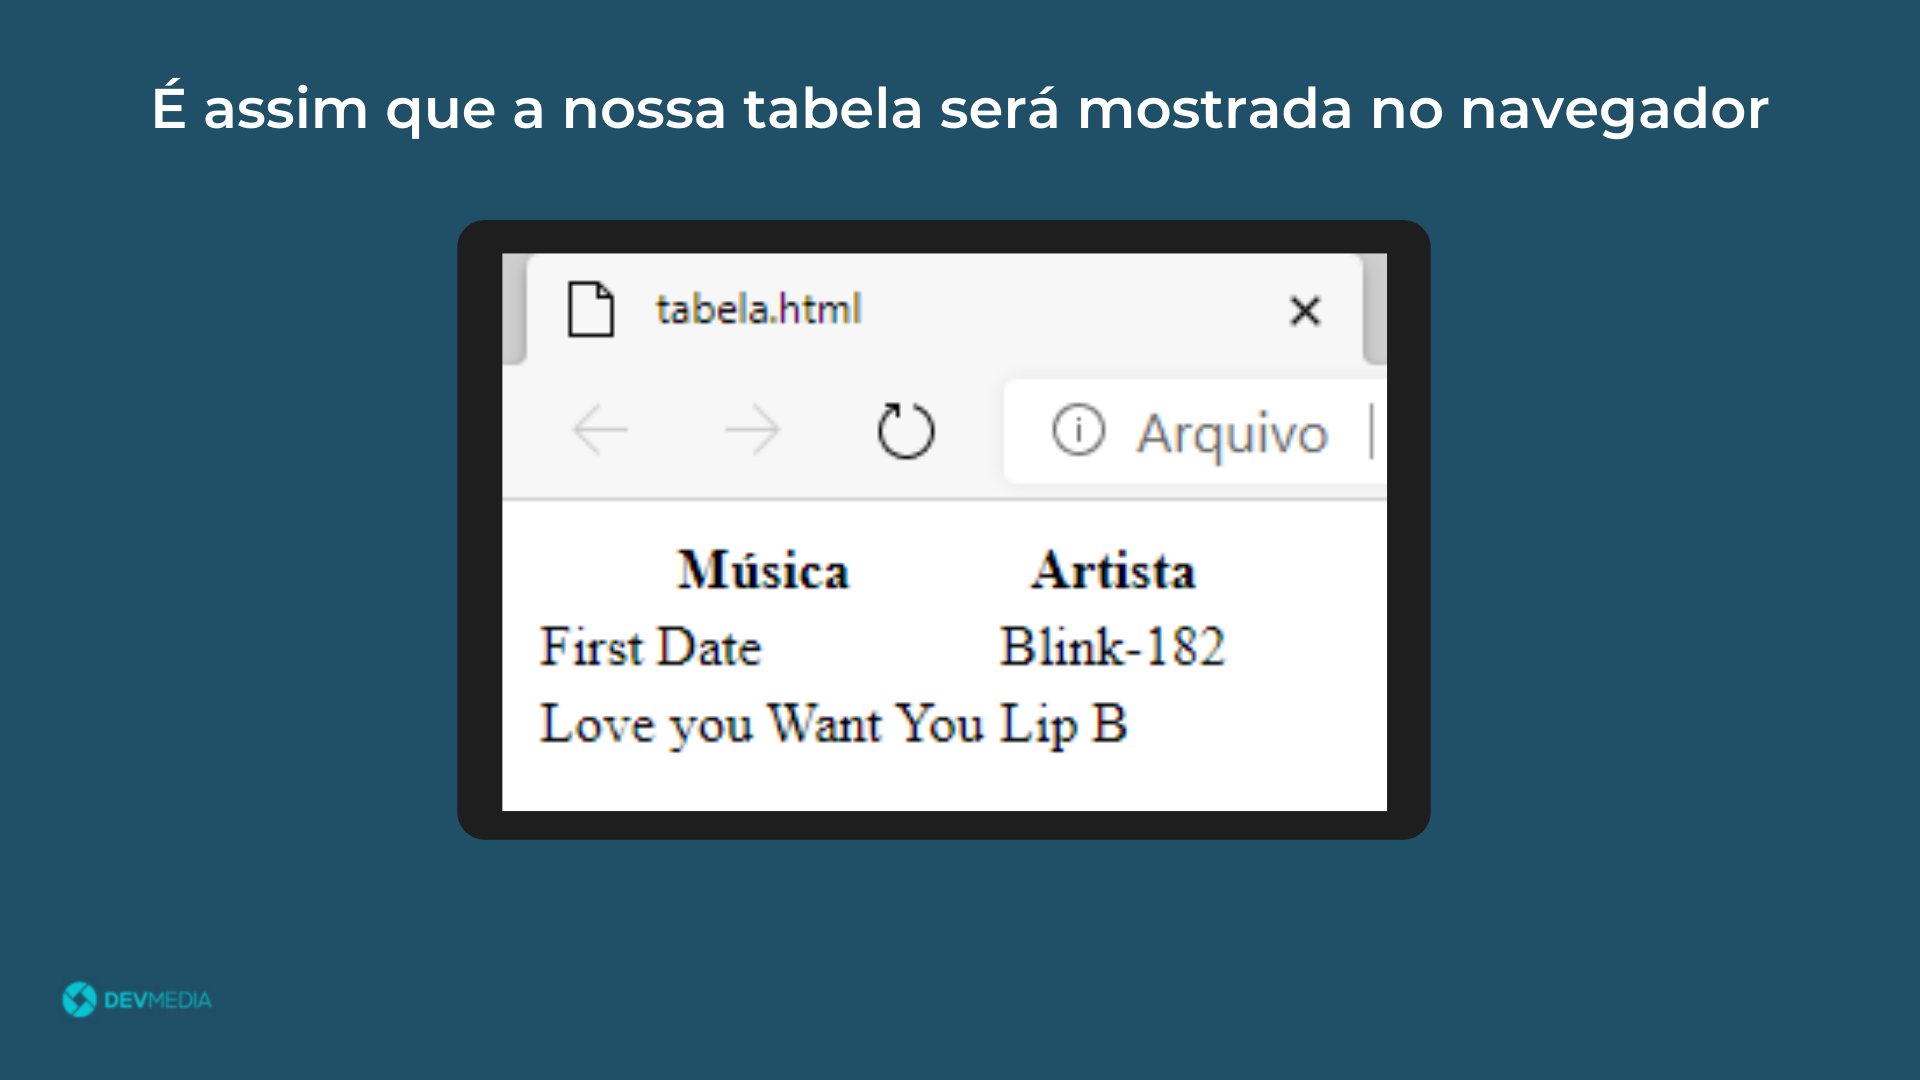 É assim que a nossa tabela será mostrada no navegador
tabela.html
Arquivo
Música Artista
First Date Blink-182
Love you Want You Lip B
DEVMEDIA